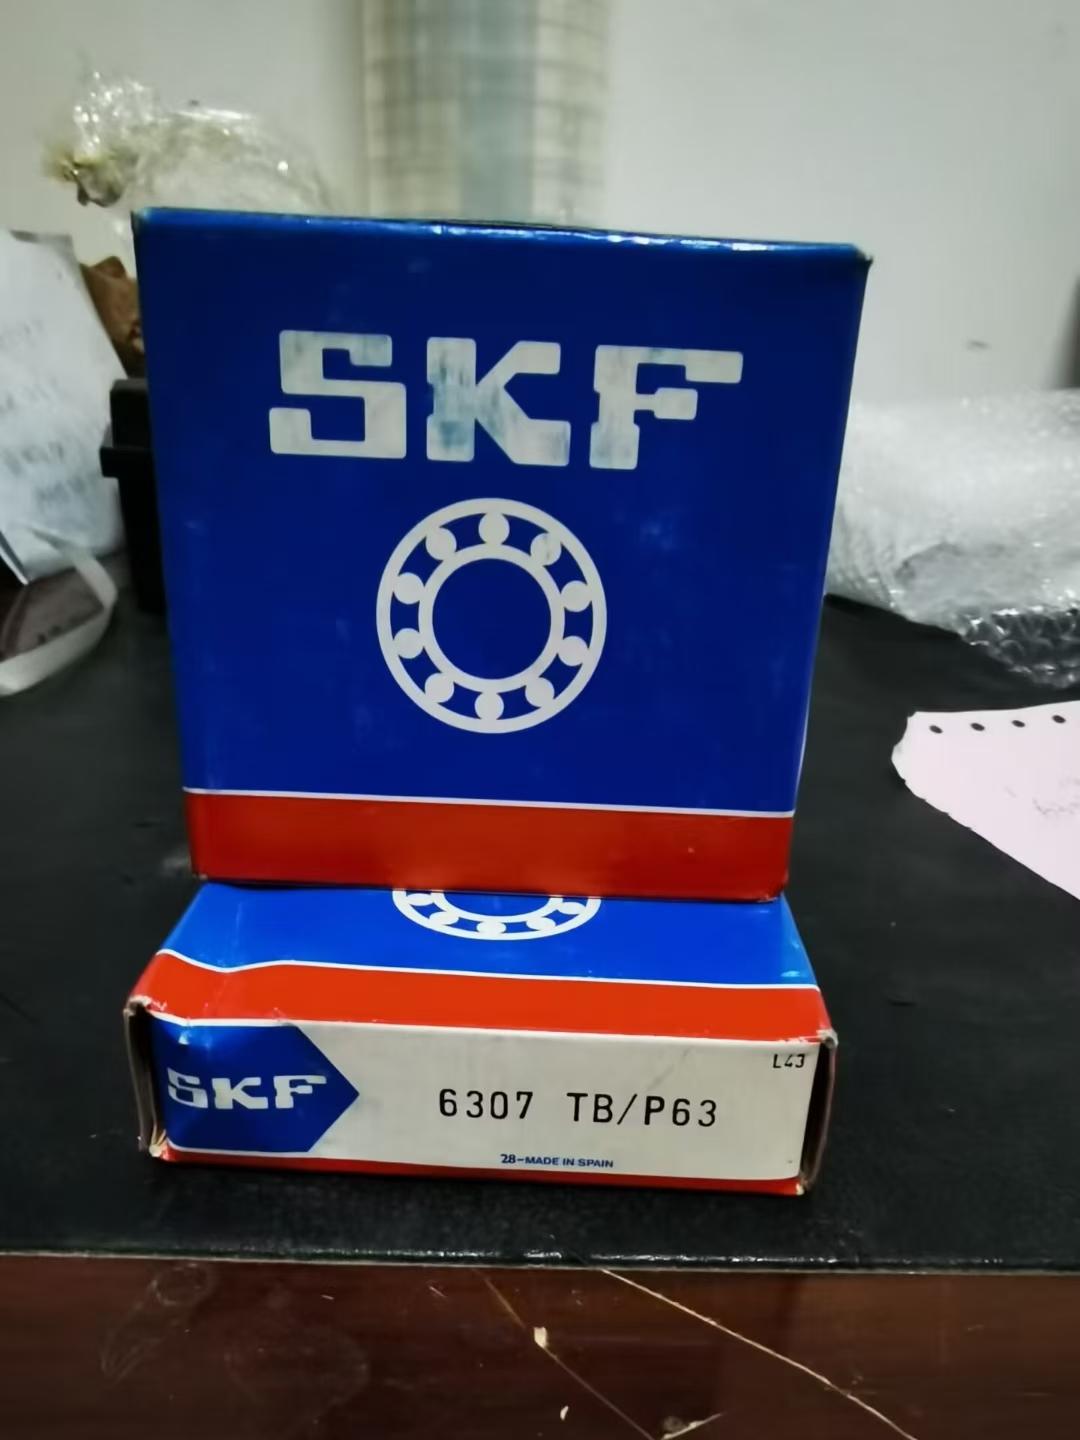 SKF
SKF
L43
6307 TB/P63
28-MADE IN SPAIN